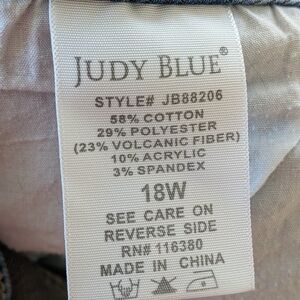 JUDY BLUE®
STYLE# JB88206
58% COTTON
29% POLYESTER
(23% VOLCANIC FIBER)
10% ACRYLIC
3% SPANDEX
18W
SEE CARE ON
REVERSE SIDE
RN# 116380
MADE IN CHINA